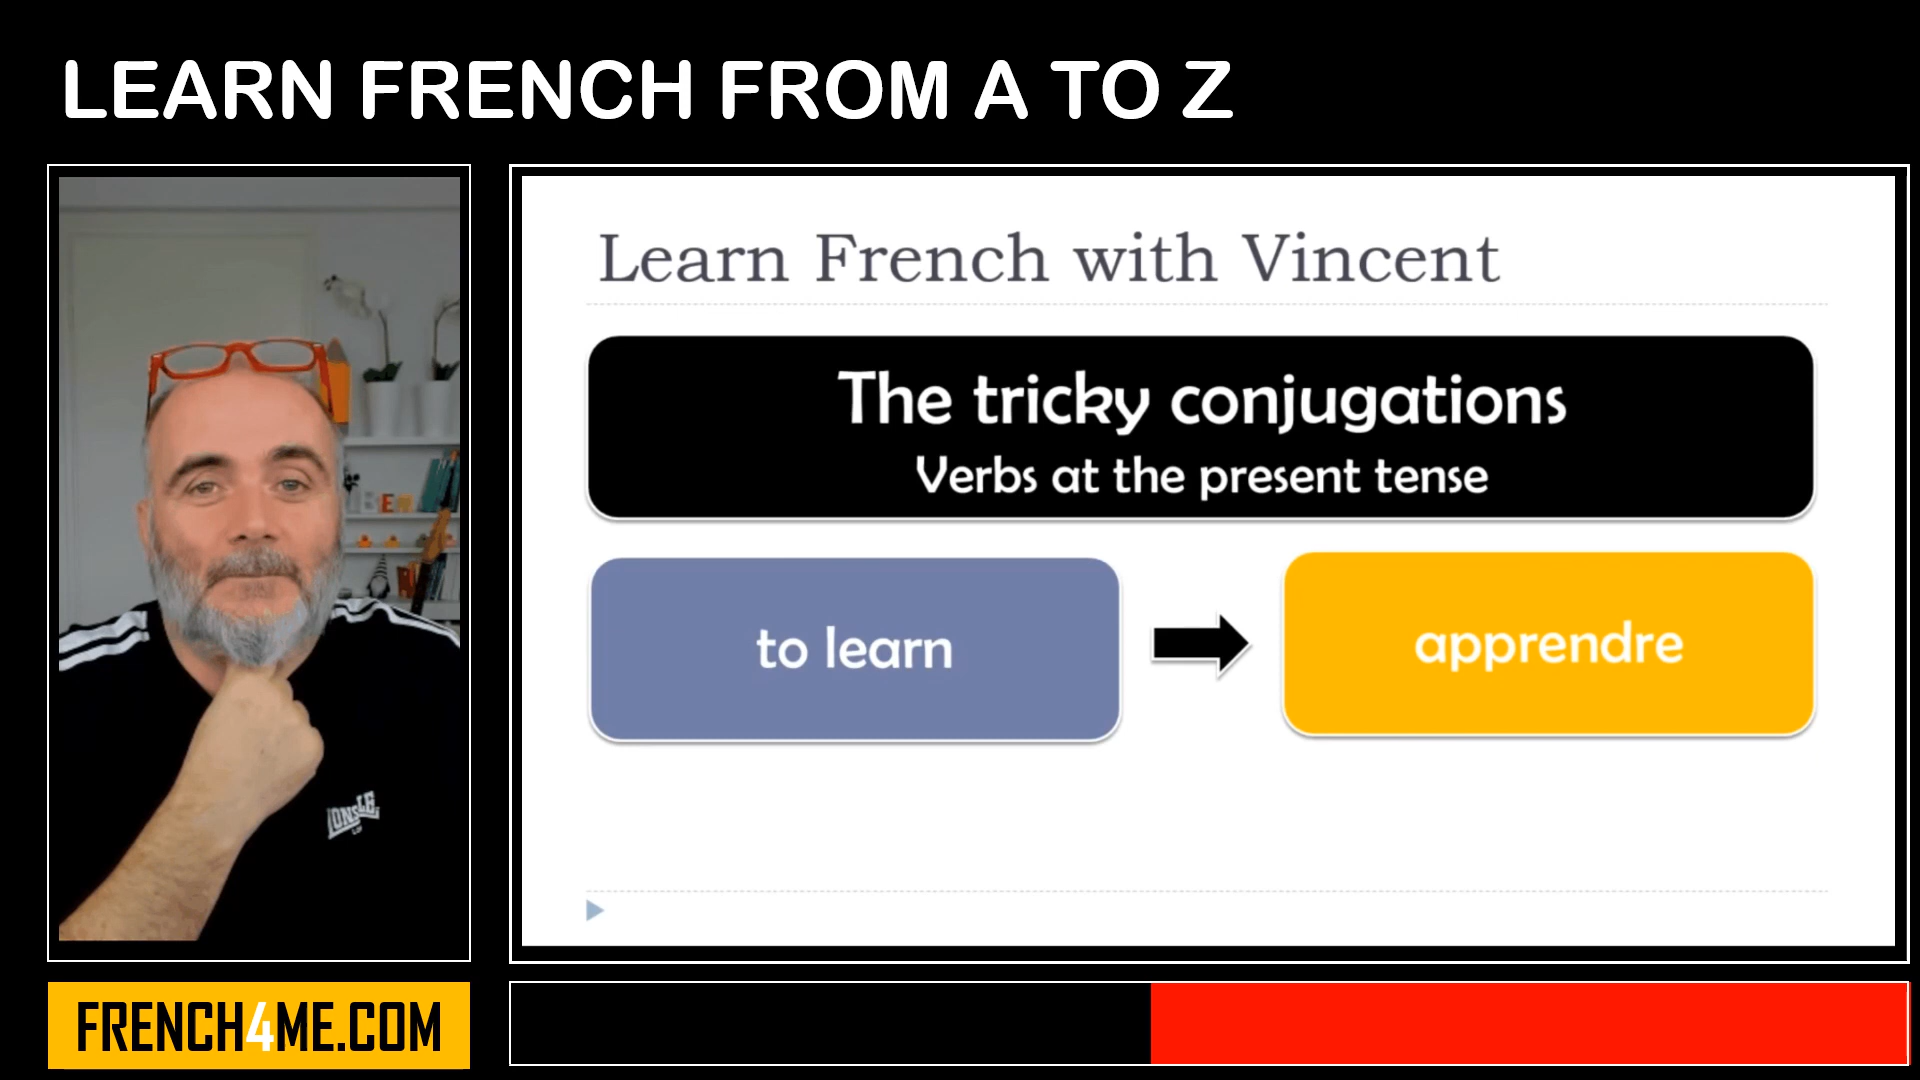 LEARN FRENCH FROM A TO Z
Learn French with Vincent
The tricky conjugations
Verbs at the present tense
to learn
apprendre
LONSDALE
FRENCH4ME.COM